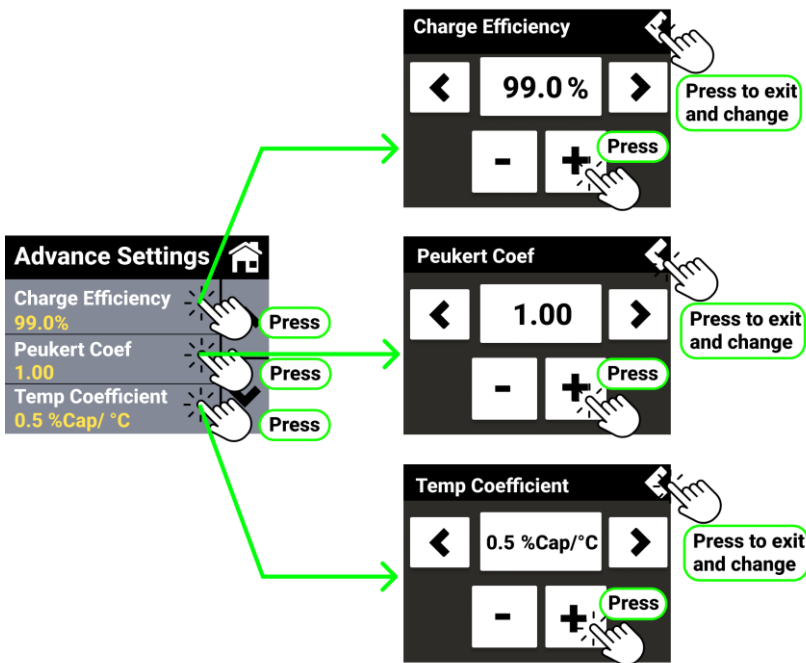 Charge Efficiency
99.0 %
Press to exit
and change
Press
-
+
Advance Settings
Charge Efficiency
99.0%
Press
Peukert Coef
1.00
Press
Temp Coefficient
0.5 %Cap/ °C
Press
Peukert Coef
1.00
Press to exit
and change
Press
-
+
Temp Coefficient
0.5 %Cap/°C
Press to exit
and change
Press
-
+